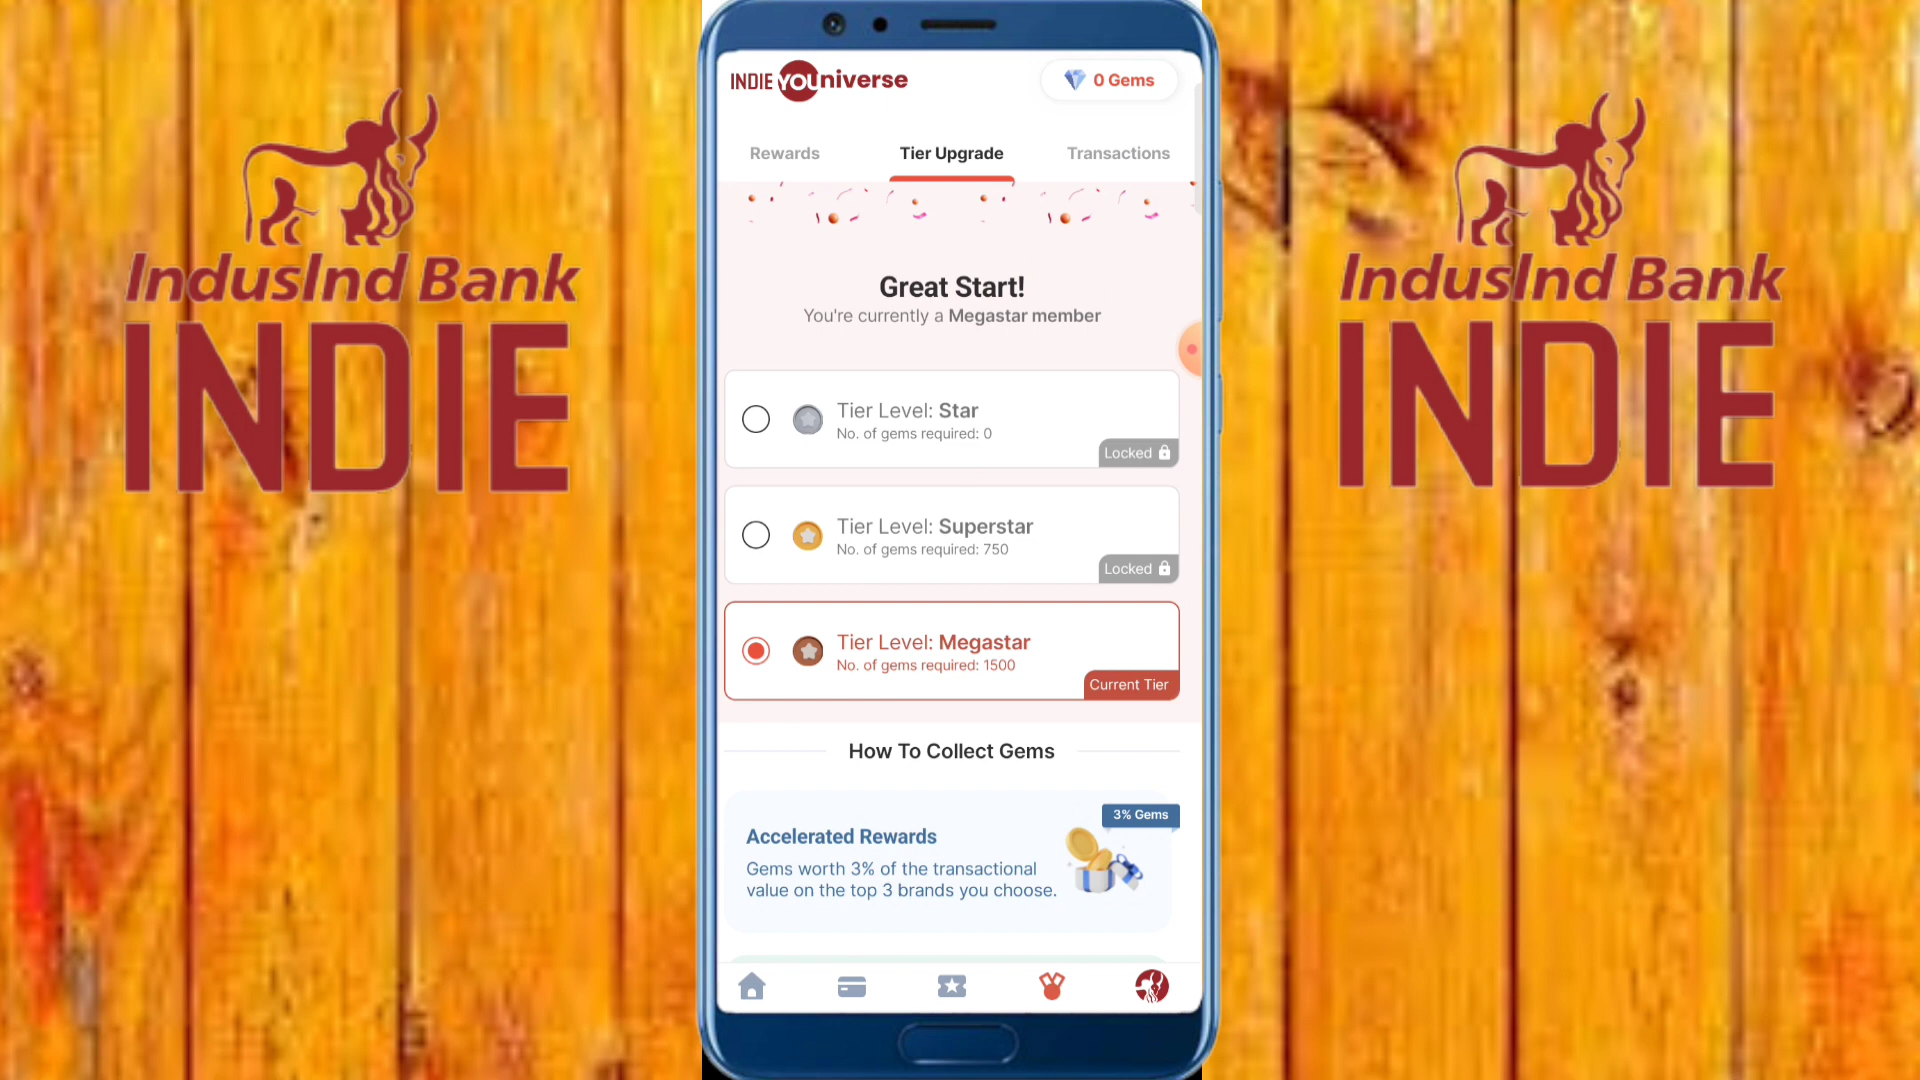 IndusInd Bank
INDIE
INDIE YOUniverse
0 Gems
Rewards
Tier Upgrade
Transactions
Great Start!
You're currently a Megastar member
Tier Level: Star
No. of gems required: 0
Locked
Tier Level: Superstar
No. of gems required: 750
Locked
Tier Level: Megastar
No. of gems required: 1500
Current Tier
How To Collect Gems
3% Gems
Accelerated Rewards
Gems worth 3% of the transactional
value on the top 3 brands you choose.
IndusInd Bank
INDIE